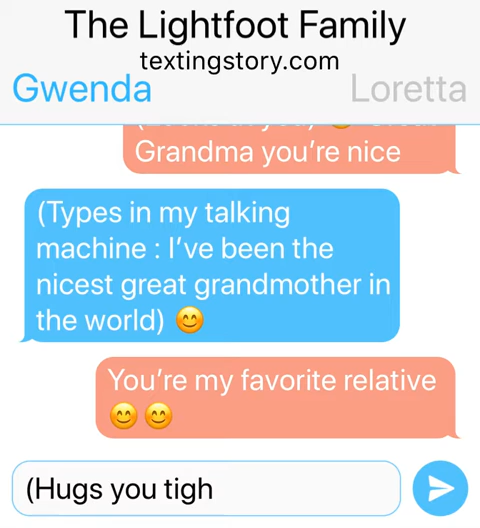 The Lightfoot Family
textingstory.com
Gwenda
Loretta
Grandma you’re nice
(Types in my talking
machine : I’ve been the
nicest great grandmother in
the world) 😊
You’re my favorite relative
😊😊
(Hugs you tigh